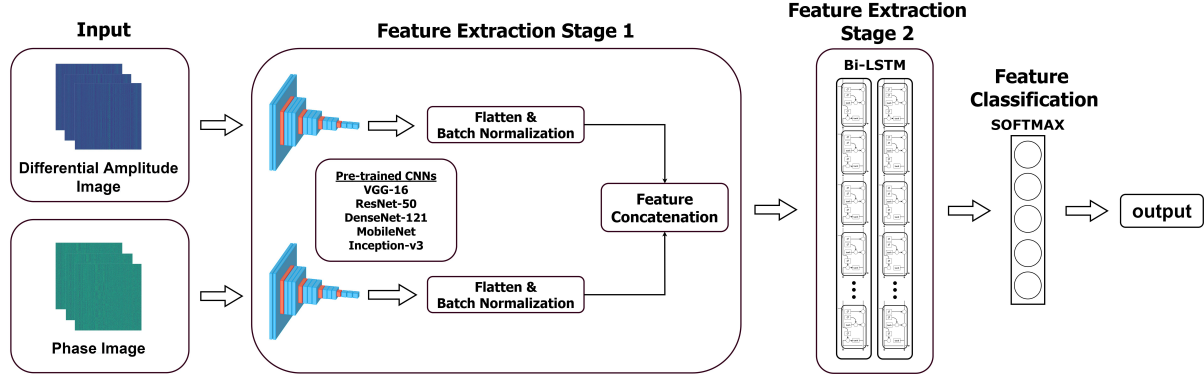 Input
Differential Amplitude
Image
Phase Image
Feature Extraction Stage 1
Flatten &
Batch Normalization
Pre-trained CNNs
VGG-16
ResNet-50
DenseNet-121
MobileNet
Inception-v3
Feature
Concatenation
Flatten &
Batch Normalization
Feature Extraction
Stage 2
Bi-LSTM
Feature
Classification
SOFTMAX
output